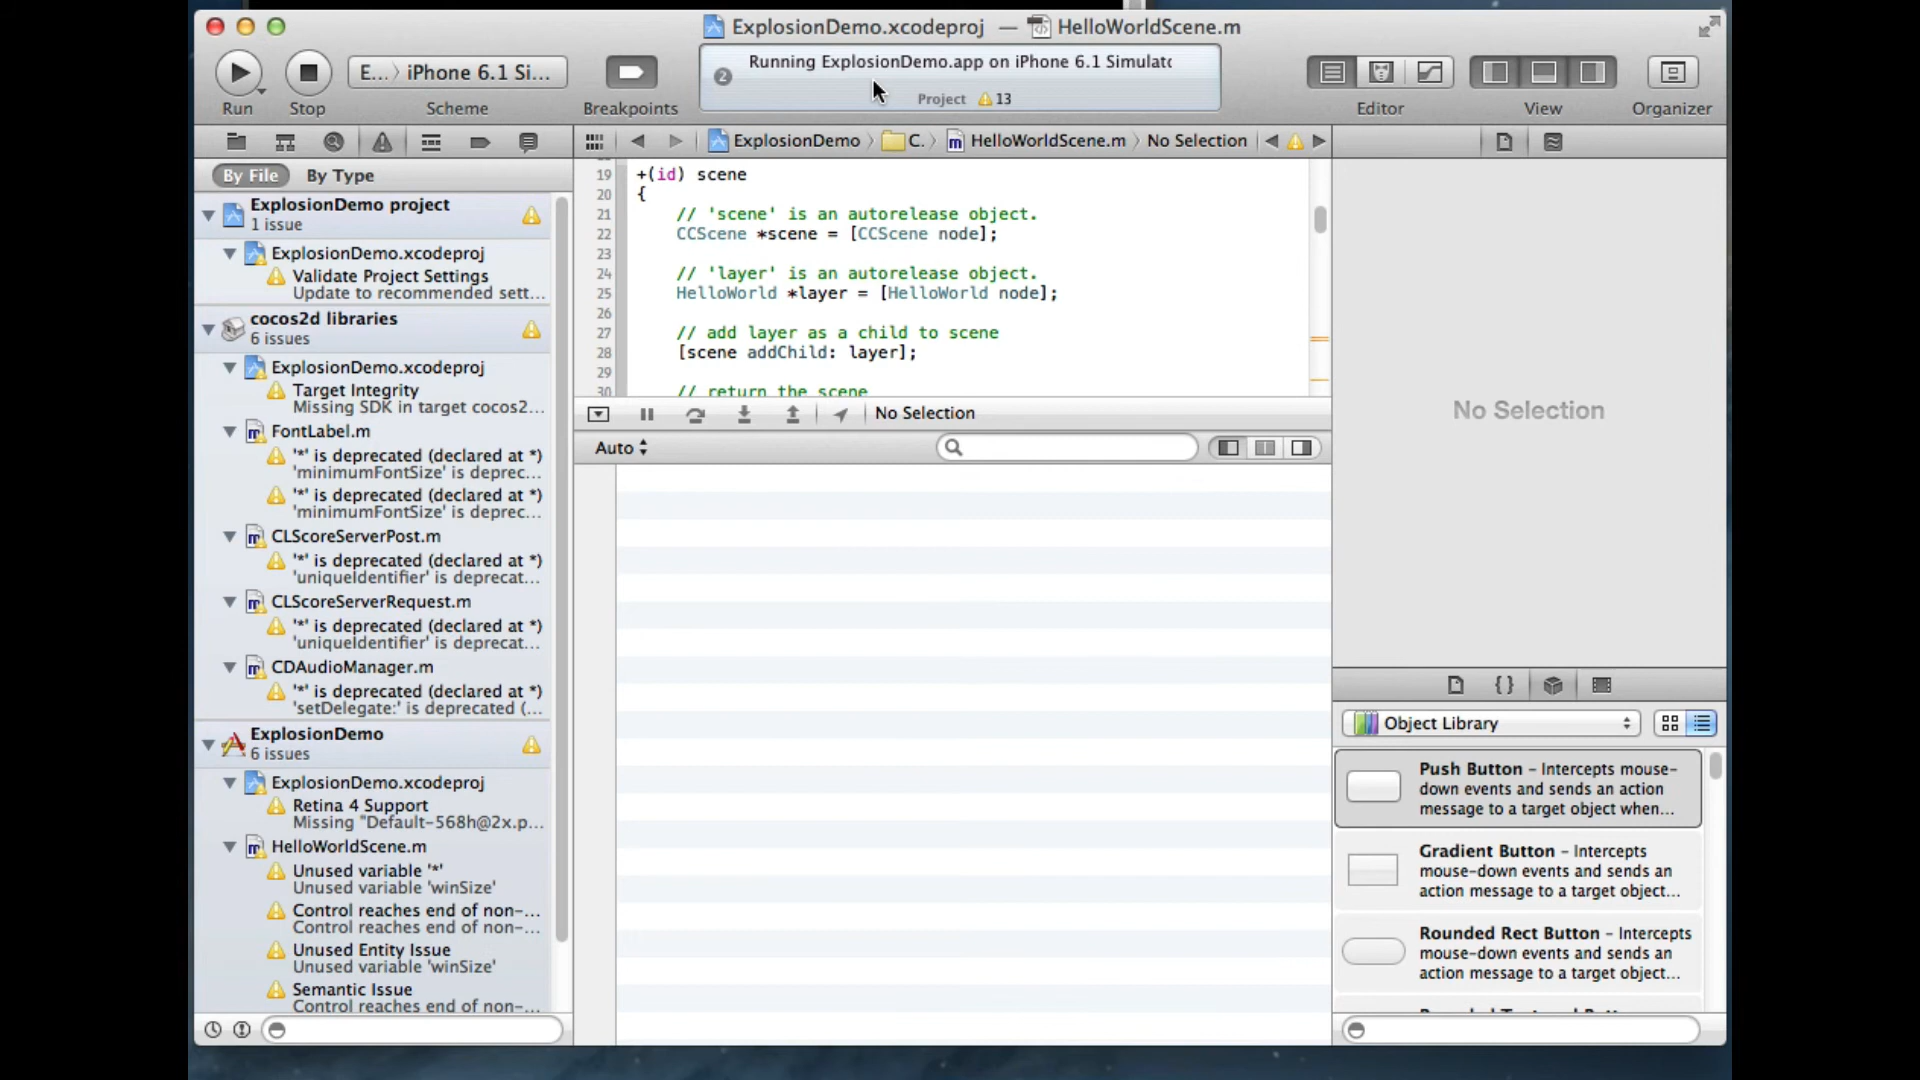 ExplosionDemo.xcodeproj — HelloWorldScene.m
Run
Stop
E... 〉 iPhone 6.1 Si...
Scheme
Breakpoints
2
Running ExplosionDemo.app on iPhone 6.1 Simulato
Project 13
Editor
View
Organizer
ExplosionDemo 〉 C. 〉 m HelloWorldScene.m 〉 No Selection
By File
By Type
ExplosionDemo project
1 issue
ExplosionDemo.xcodeproj
Validate Project Settings
Update to recommended sett...
cocos2d libraries
6 issues
ExplosionDemo.xcodeproj
Target Integrity
Missing SDK in target cocos2...
m FontLabel.m
'*' is deprecated (declared at *)
'minimumFontSize' is deprec...
'*' is deprecated (declared at *)
'minimumFontSize' is deprec...
m CLScoreServerPost.m
'*' is deprecated (declared at *)
'uniqueIdentifier' is deprecat...
m CLScoreServerRequest.m
'*' is deprecated (declared at *)
'uniqueIdentifier' is deprecat...
m CDAudioManager.m
'*' is deprecated (declared at *)
'setDelegate:' is deprecated (...
ExplosionDemo
6 issues
ExplosionDemo.xcodeproj
Retina 4 Support
Missing "Default-568h@2x.p...
m HelloWorldScene.m
Unused variable '*'
Unused variable 'winSize'
Control reaches end of non-...
Control reaches end of non-...
Unused Entity Issue
Unused variable 'winSize'
Semantic Issue
Control reaches end of non-...
19 +(id) scene
20 {
21 // 'scene' is an autorelease object.
22 CCScene *scene = [CCScene node];
23
24 // 'layer' is an autorelease object.
25 HelloWorld *layer = [HelloWorld node];
26
27 // add layer as a child to scene
28 [scene addChild: layer];
29
30 // return the scene
No Selection
Auto
No Selection
{}
Object Library
Push Button – Intercepts mouse-
down events and sends an action
message to a target object when...
Gradient Button – Intercepts
mouse-down events and sends an
action message to a target object...
Rounded Rect Button – Intercepts
mouse-down events and sends an
action message to a target object...